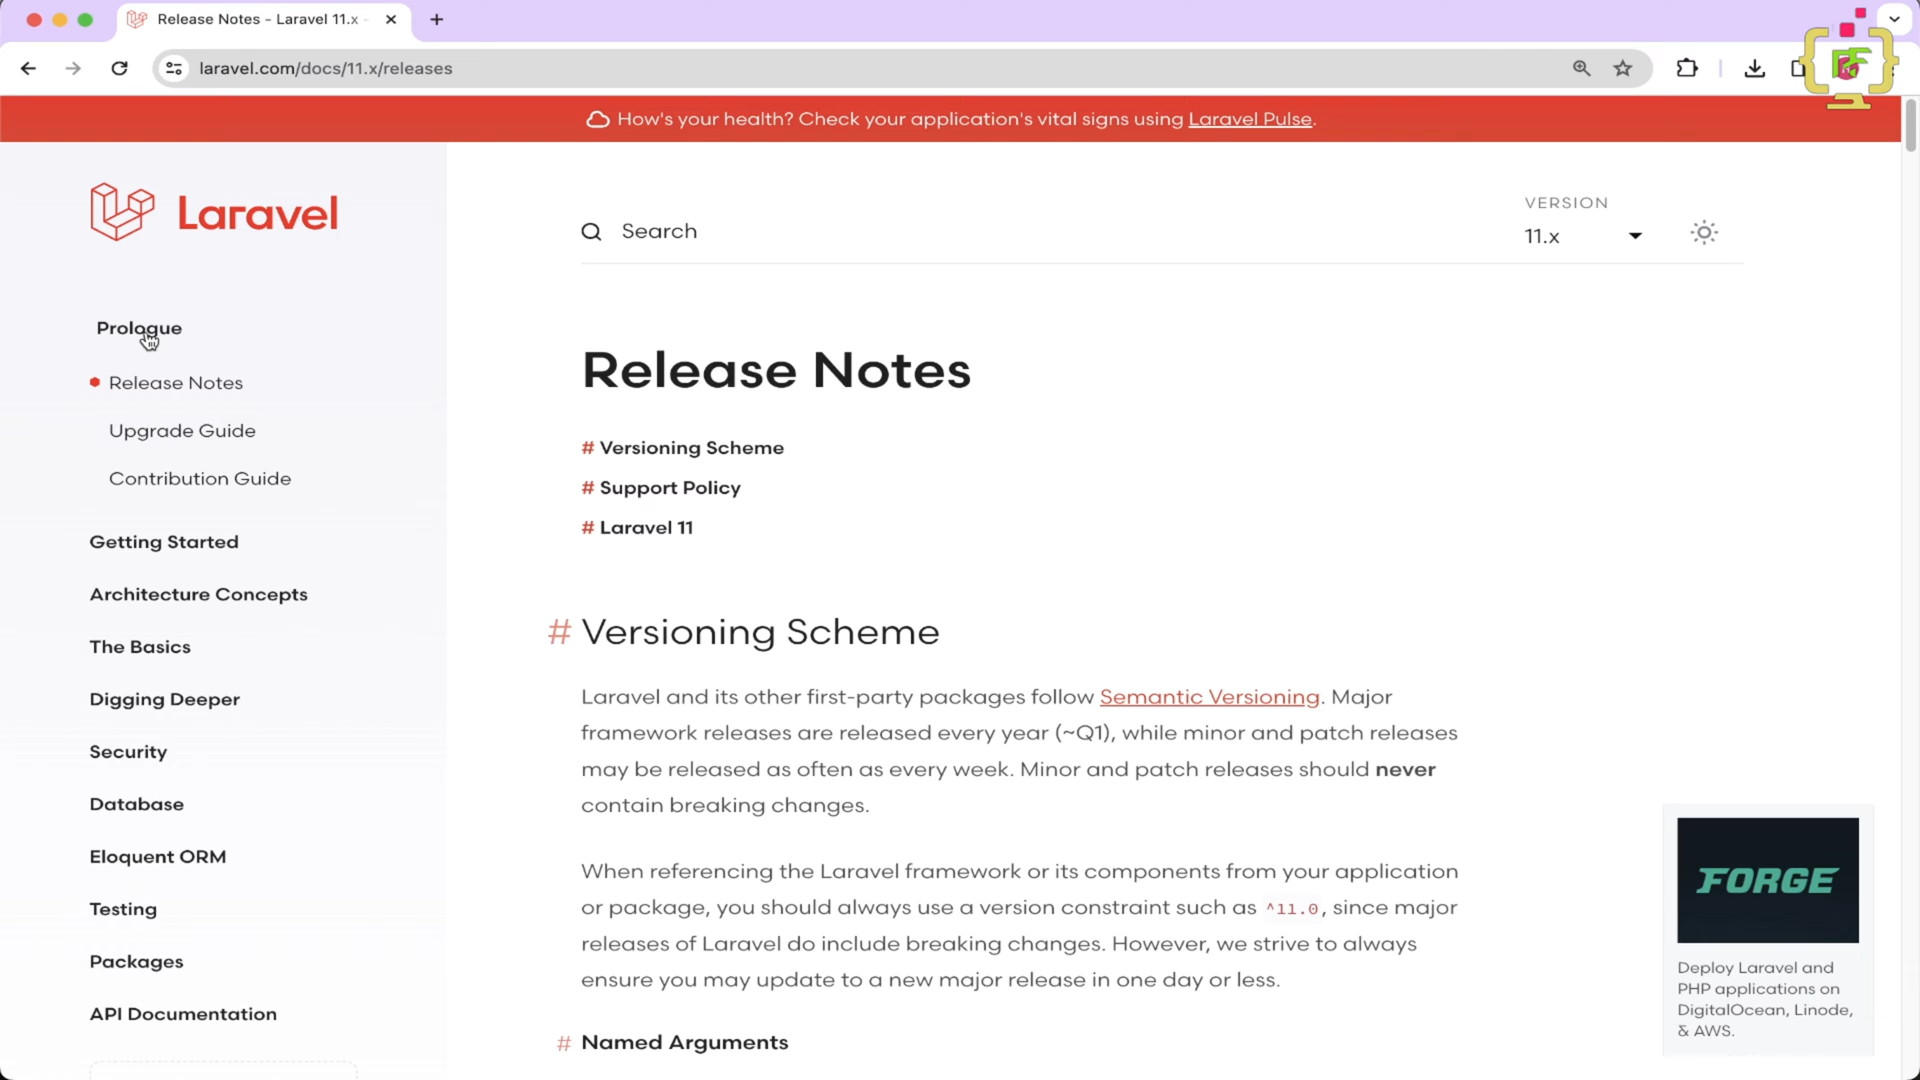 Release Notes - Laravel 11.x -
laravel.com/docs/11.x/releases
How's your health? Check your application's vital signs using Laravel Pulse.
Laravel
Search
VERSION
11.x
Prologue
Release Notes
Upgrade Guide
Contribution Guide
Getting Started
Architecture Concepts
The Basics
Digging Deeper
Security
Database
Eloquent ORM
Testing
Packages
API Documentation
Release Notes
# Versioning Scheme
# Support Policy
# Laravel 11
# Versioning Scheme
Laravel and its other first-party packages follow Semantic Versioning. Major
framework releases are released every year (~Q1), while minor and patch releases
may be released as often as every week. Minor and patch releases should never
contain breaking changes.
When referencing the Laravel framework or its components from your application
or package, you should always use a version constraint such as ^11.0, since major
releases of Laravel do include breaking changes. However, we strive to always
ensure you may update to a new major release in one day or less.
# Named Arguments
FORGE
Deploy Laravel and
PHP applications on
DigitalOcean, Linode,
& AWS.